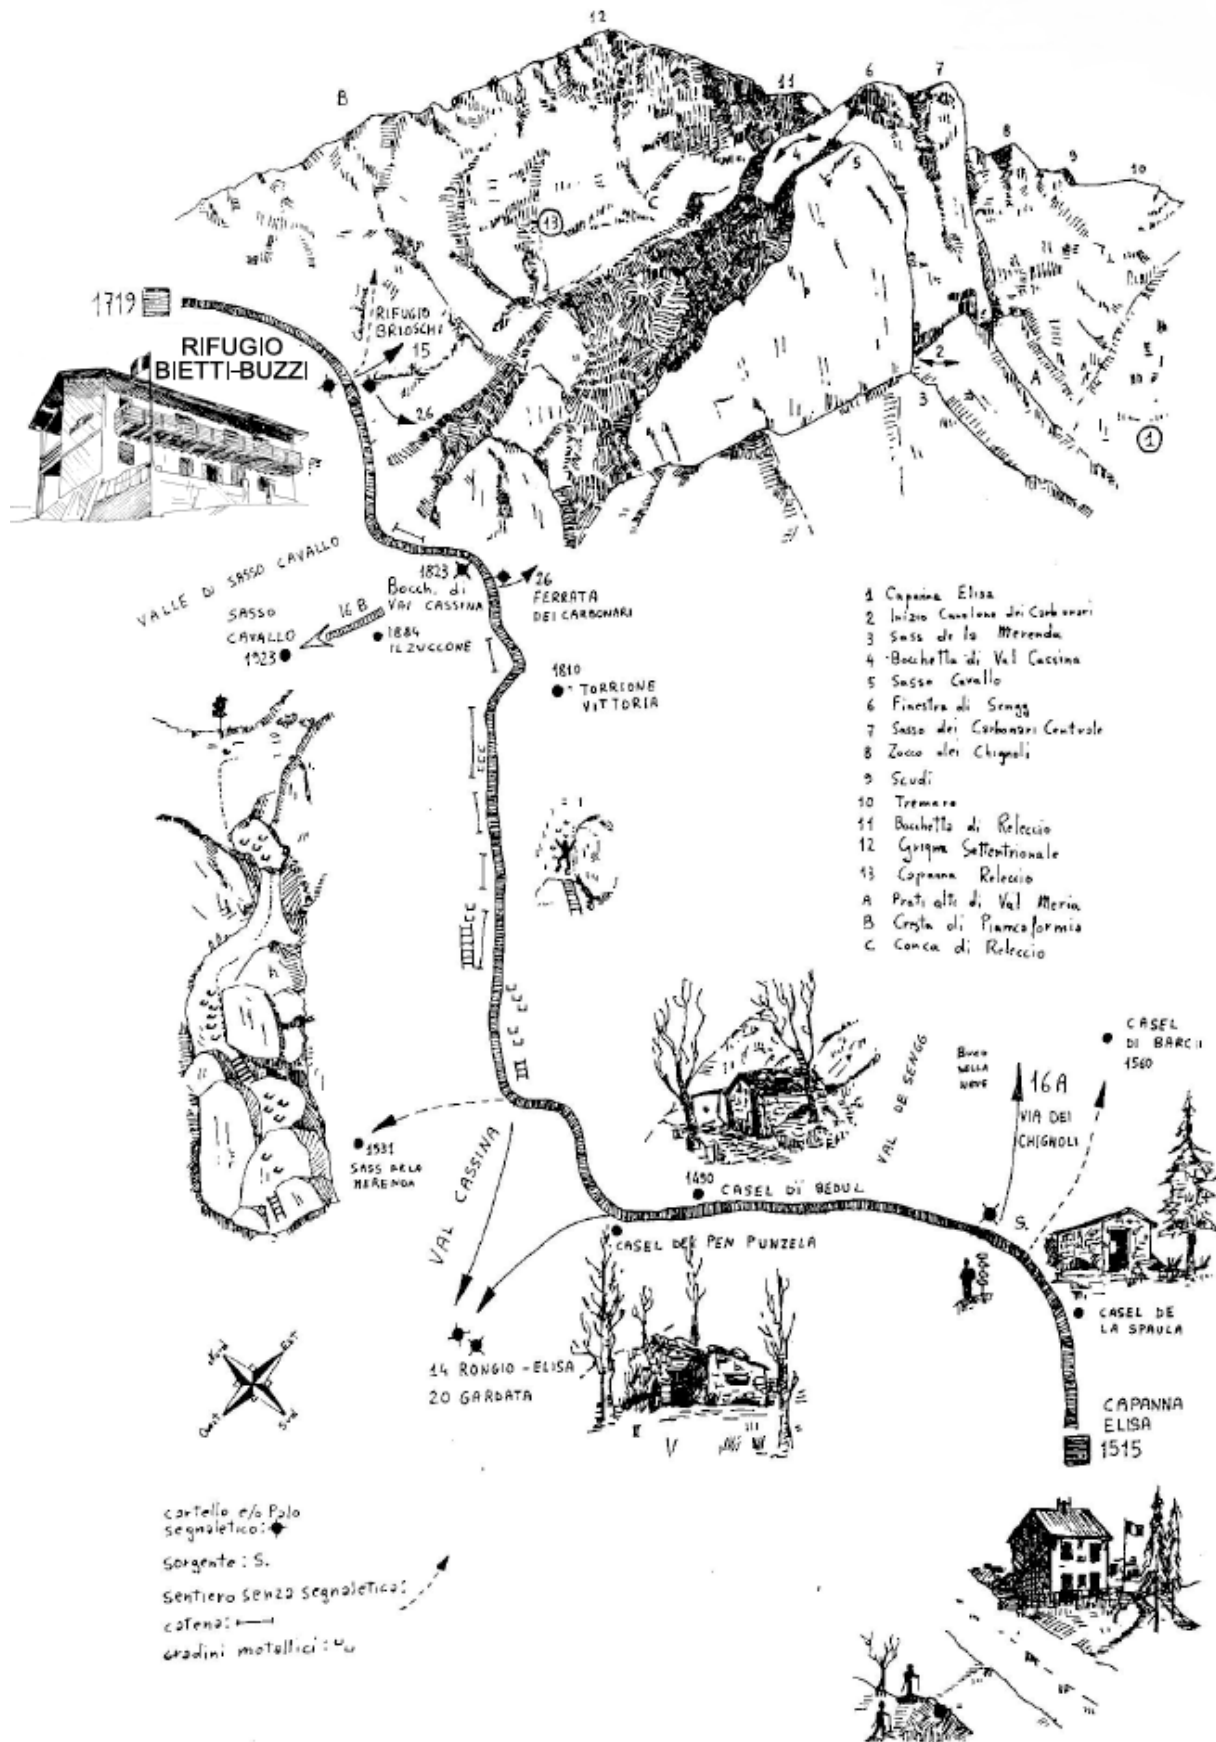 12
B
11
6
7
8
9
10
4
5
C
13
1719
RIFUGIO
BIETTI-BUZZI
RIFUGIO
BRIOSCHI
15
26
2
3
A
1
VALLE DI SASSO CAVALLO
1823
Bocch. di
Val CASSINA
26
FERRATA
DEI CARBONARI
16 B
SASSO
CAVALLO
1923
1884
IL ZUCCONE
1810
TORRIONE
VITTORIA
1 Capanna Elisa
2 Inizio Canalone dei Carbonari
3 Sass de la Merenda
4 Bocchetta di Val Cassina
5 Sasso Cavallo
6 Finestra di Sengg
7 Sasso dei Carbonari Centrale
8 Zucco dei Chignoli
9 Scudi
10 Tremare
11 Bocchetta di Releccio
12 Grigna Settentrionale
13 Capanna Releccio
A Prati alti di Val Meria
B Cresta di Piancaformia
C Conca di Releccio
CASEL
DI BARCII
1560
VAL DE SENGG
16A
VIA DEI
CHIGNOLI
1531
SASS DE LA
MERENDA
VAL CASSINA
1490
CASEL DI BEDUL
S.
CASEL DEL PEN PUNZELA
CASEL DE
LA SPAULA
14 RONGIO - ELISA
20 GARDATA
Nord
Est
Ovest
Sud
CAPANNA
ELISA
1515
cartello e/o Palo
segnaletico:
sorgente: S.
sentiero senza segnaletica:
catena:
gradini metallici: